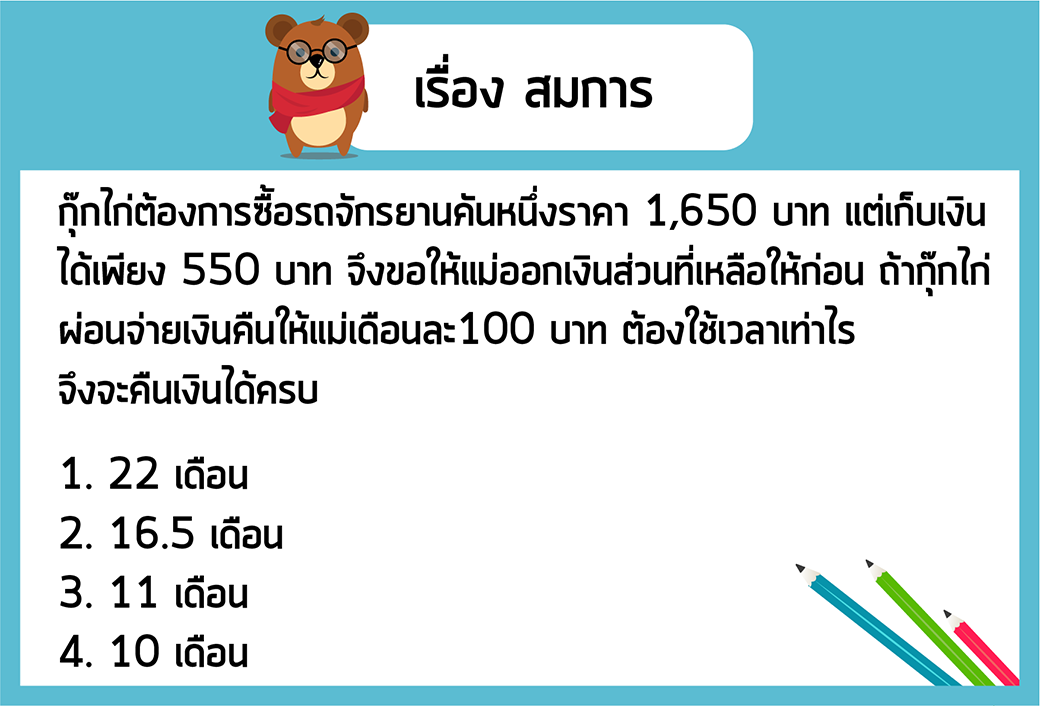 เรื่อง สมการ
กุ๊กไก่ต้องการซื้อรถจักรยานคันหนึ่งราคา 1,650 บาท แต่เก็บเงิน
ได้เพียง 550 บาท จึงขอให้แม่ออกเงินส่วนที่เหลือให้ก่อน ถ้ากุ๊กไก่
ผ่อนจ่ายเงินคืนให้แม่เดือนละ100 บาท ต้องใช้เวลาเท่าไร
จึงจะคืนเงินได้ครบ
1. 22 เดือน
2. 16.5 เดือน
3. 11 เดือน
4. 10 เดือน